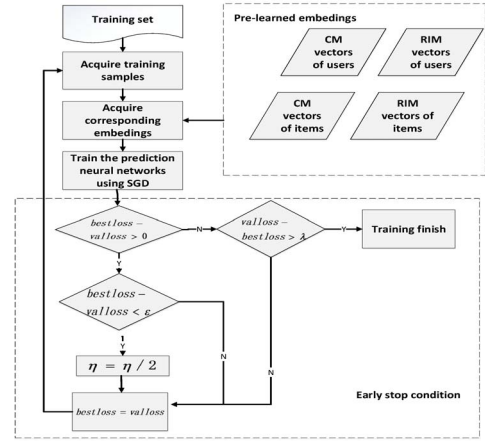 Training set
Pre-learned embedings
Acquire training
samples
CM
vectors
of users
RIM
vectors
of users
Acquire
corresponding
embedings
CM
vectors
of items
RIM
vectors of
items
Train the prediction
neural networks
using SGD
bestloss −
valloss > 0
N
valloss −
bestloss > λ
Y
Training finish
Y
bestloss −
valloss < ε
N
N
Y
η = η / 2
bestloss = valloss
Early stop condition